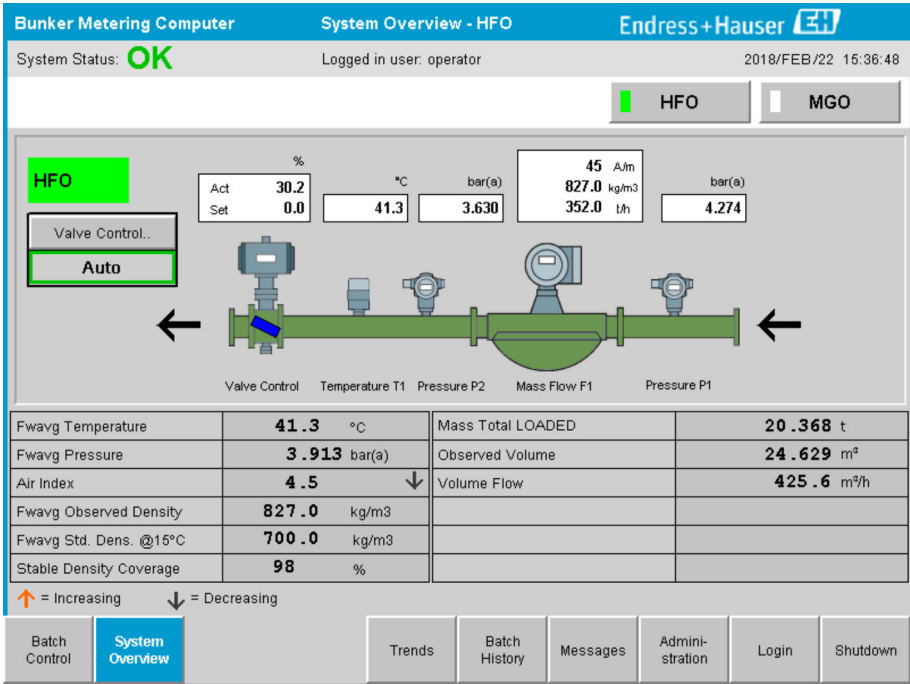 Bunker Metering Computer System Overview - HFO Endress+Hauser EH
System Status: OK Logged in user: operator 2018/FEB/22 15:36:48
HFO MGO
HFO
Valve Control..
Auto
%
Act 30.2
Set 0.0
°C
41.3
bar(a)
3.630
45 A/m
827.0 kg/m3
352.0 t/h
bar(a)
4.274
Valve Control Temperature T1 Pressure P2 Mass Flow F1 Pressure P1
Fwavg Temperature 41.3 °C Mass Total LOADED 20.368 t
Fwavg Pressure 3.913 bar(a) Observed Volume 24.629 m³
Air Index 4.5 ↓ Volume Flow 425.6 m³/h
Fwavg Observed Density 827.0 kg/m3
Fwavg Std. Dens. @15°C 700.0 kg/m3
Stable Density Coverage 98 %
↑ = Increasing ↓ = Decreasing
Batch Control
System Overview
Trends
Batch History
Messages
Admini-
stration
Login
Shutdown